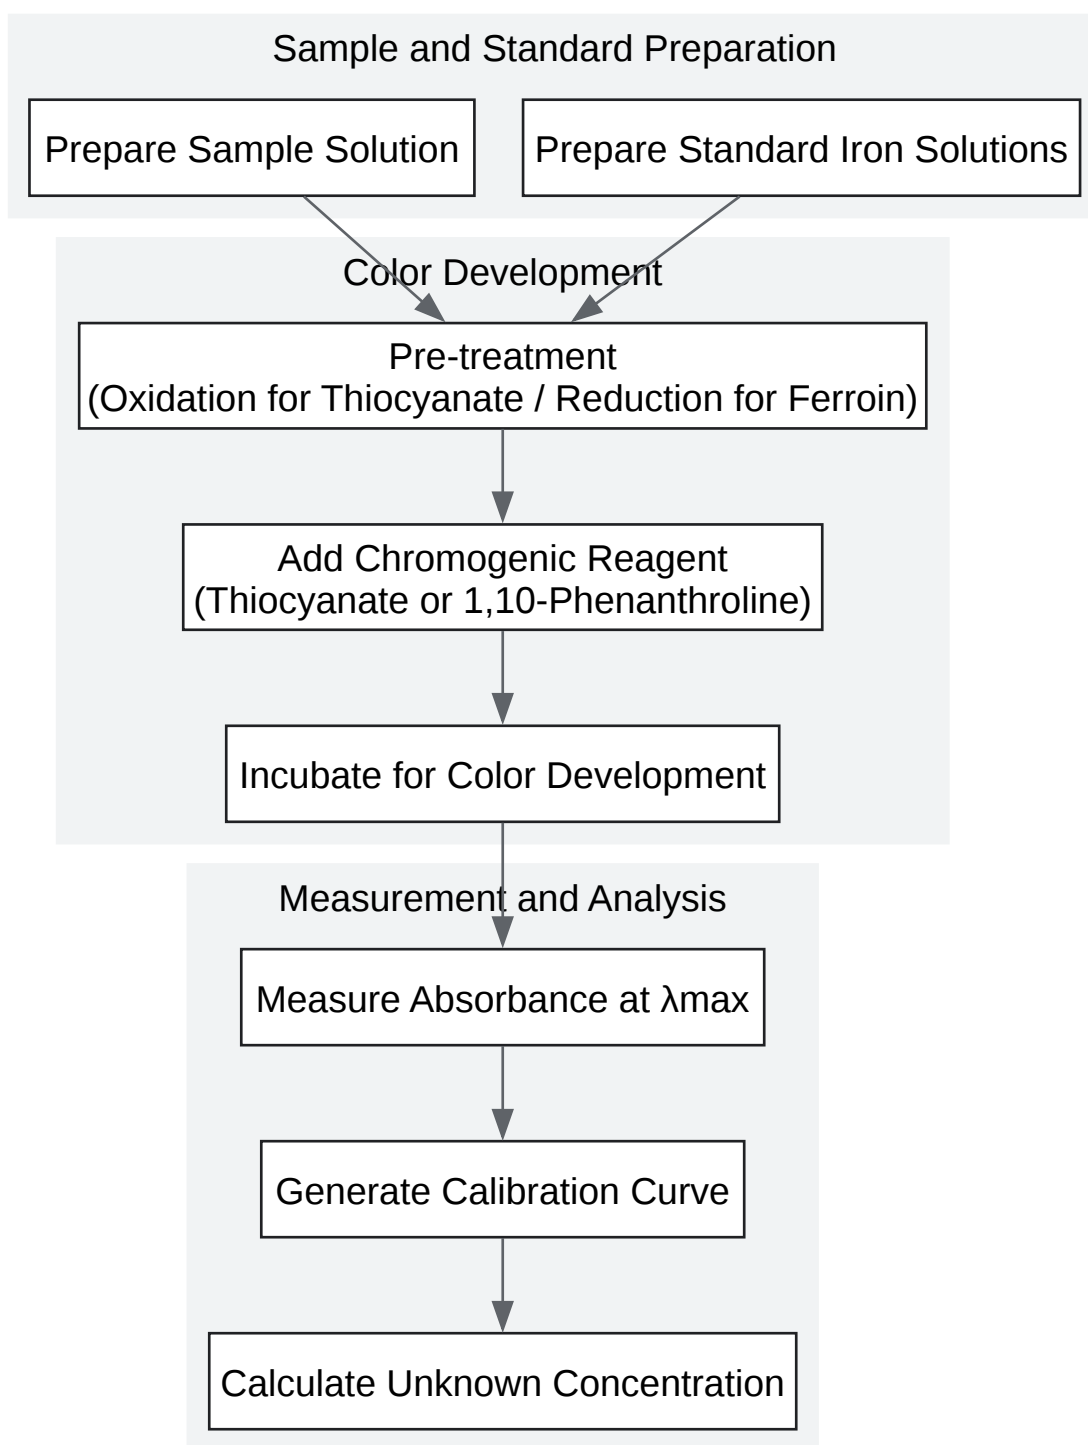 Sample and Standard Preparation
Prepare Sample Solution
Prepare Standard Iron Solutions
Color Development
Pre-treatment
(Oxidation for Thiocyanate / Reduction for Ferroin)
Add Chromogenic Reagent
(Thiocyanate or 1,10-Phenanthroline)
Incubate for Color Development
Measurement and Analysis
Measure Absorbance at λmax
Generate Calibration Curve
Calculate Unknown Concentration